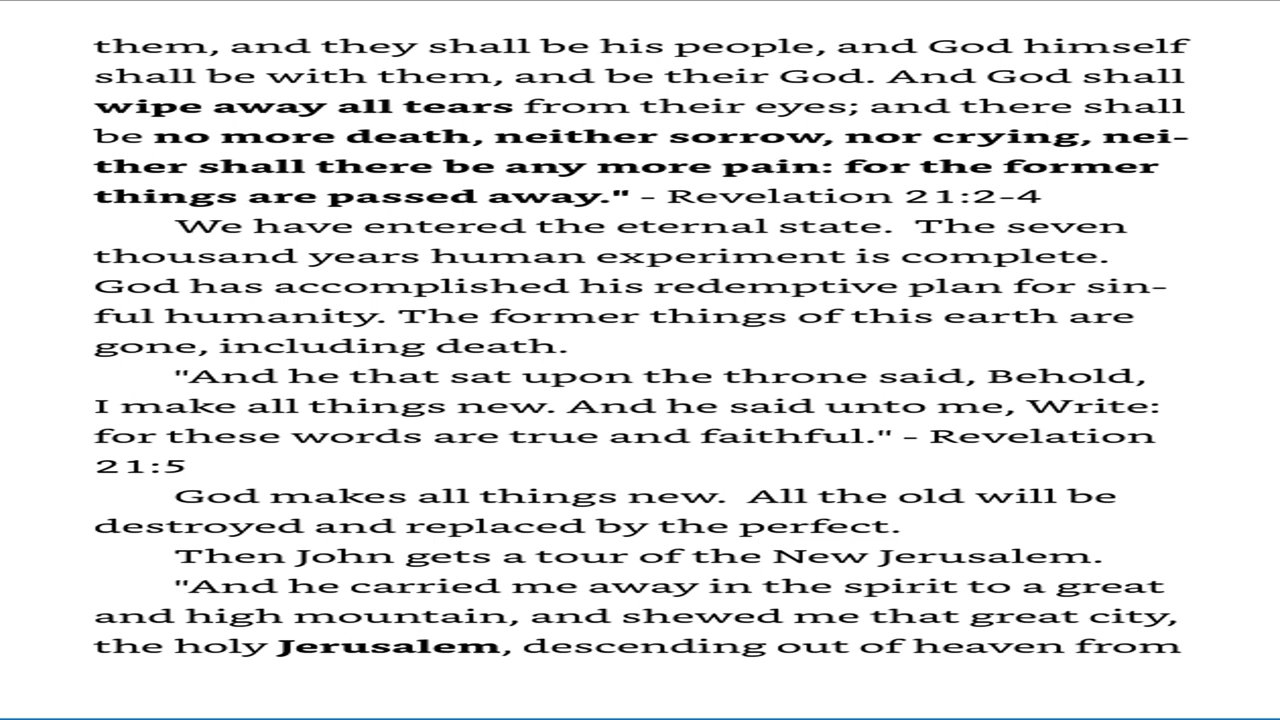 them, and they shall be his people, and God himself
shall be with them, and be their God. And God shall
wipe away all tears from their eyes; and there shall
be no more death, neither sorrow, nor crying, nei-
ther shall there be any more pain: for the former
things are passed away." - Revelation 21:2-4
We have entered the eternal state.  The seven
thousand years human experiment is complete.
God has accomplished his redemptive plan for sin-
ful humanity. The former things of this earth are
gone, including death.
"And he that sat upon the throne said, Behold,
I make all things new. And he said unto me, Write:
for these words are true and faithful." - Revelation
21:5
God makes all things new.  All the old will be
destroyed and replaced by the perfect.
Then John gets a tour of the New Jerusalem.
"And he carried me away in the spirit to a great
and high mountain, and shewed me that great city,
the holy Jerusalem, descending out of heaven from